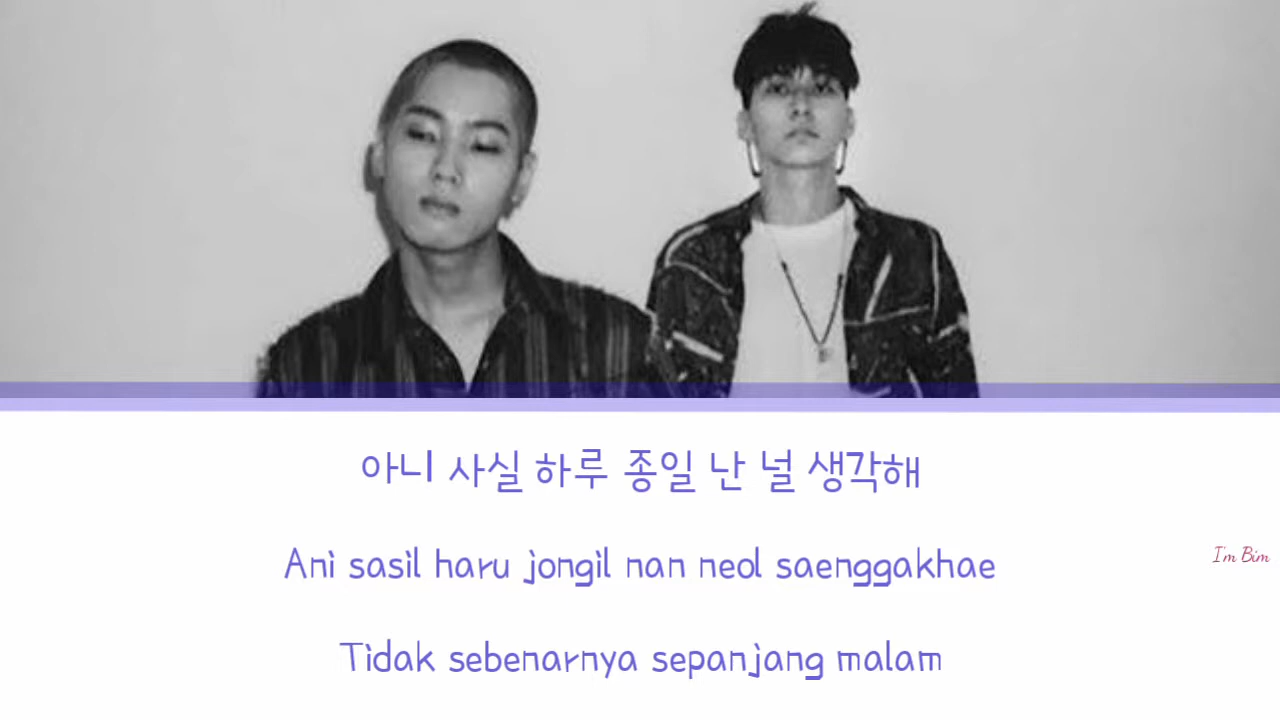 아니 사실 하루 종일 난 널 생각해
Ani sasil haru jongil nan neol saenggakhae
I'm Bim
Tidak sebenarnya sepanjang malam